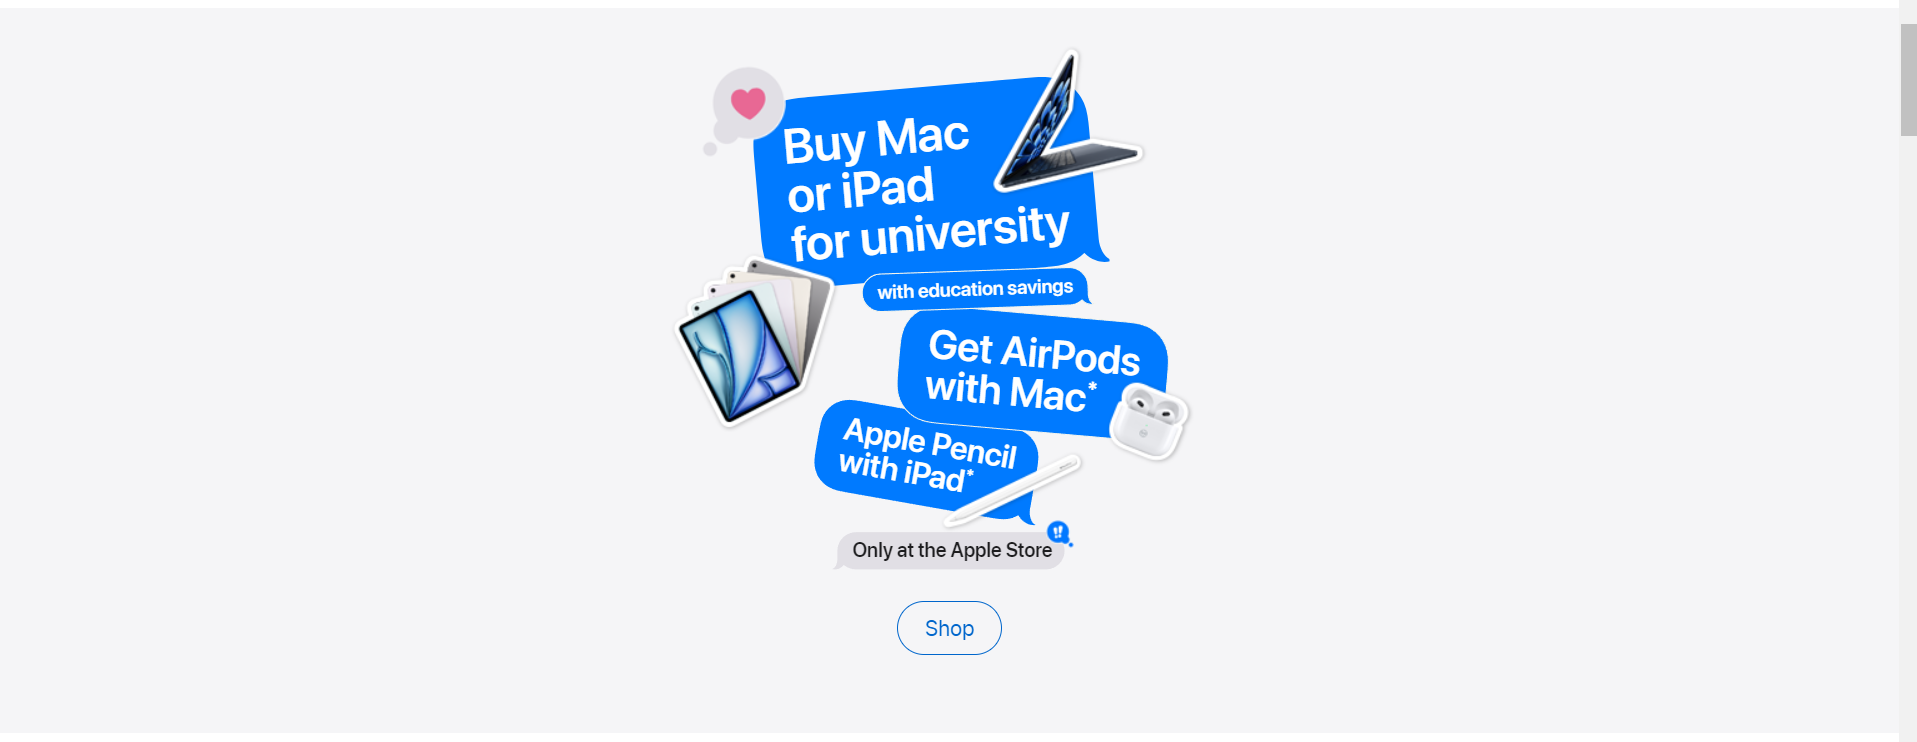 Buy Mac
or iPad
for university
with education savings
Get AirPods
with Mac*
Apple Pencil
with iPad*
!!
Only at the Apple Store
Shop